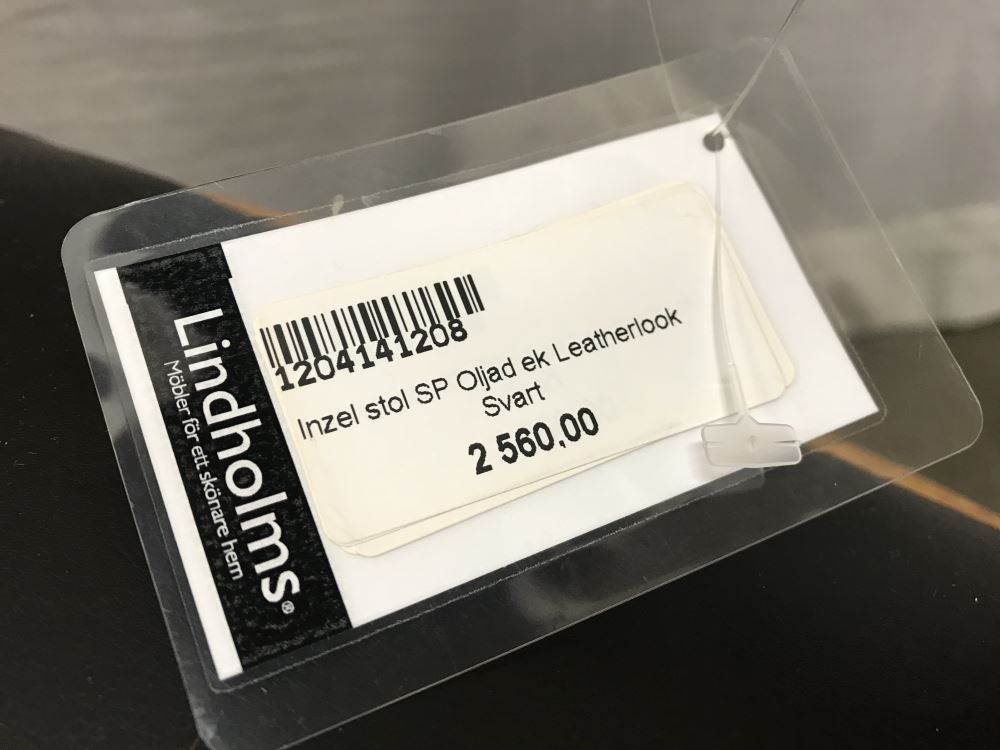 Lindholms®
Möbler för ett skönare hem
1204141208
Inzel stol SP Oljad ek Leatherlook
Svart
2 560,00